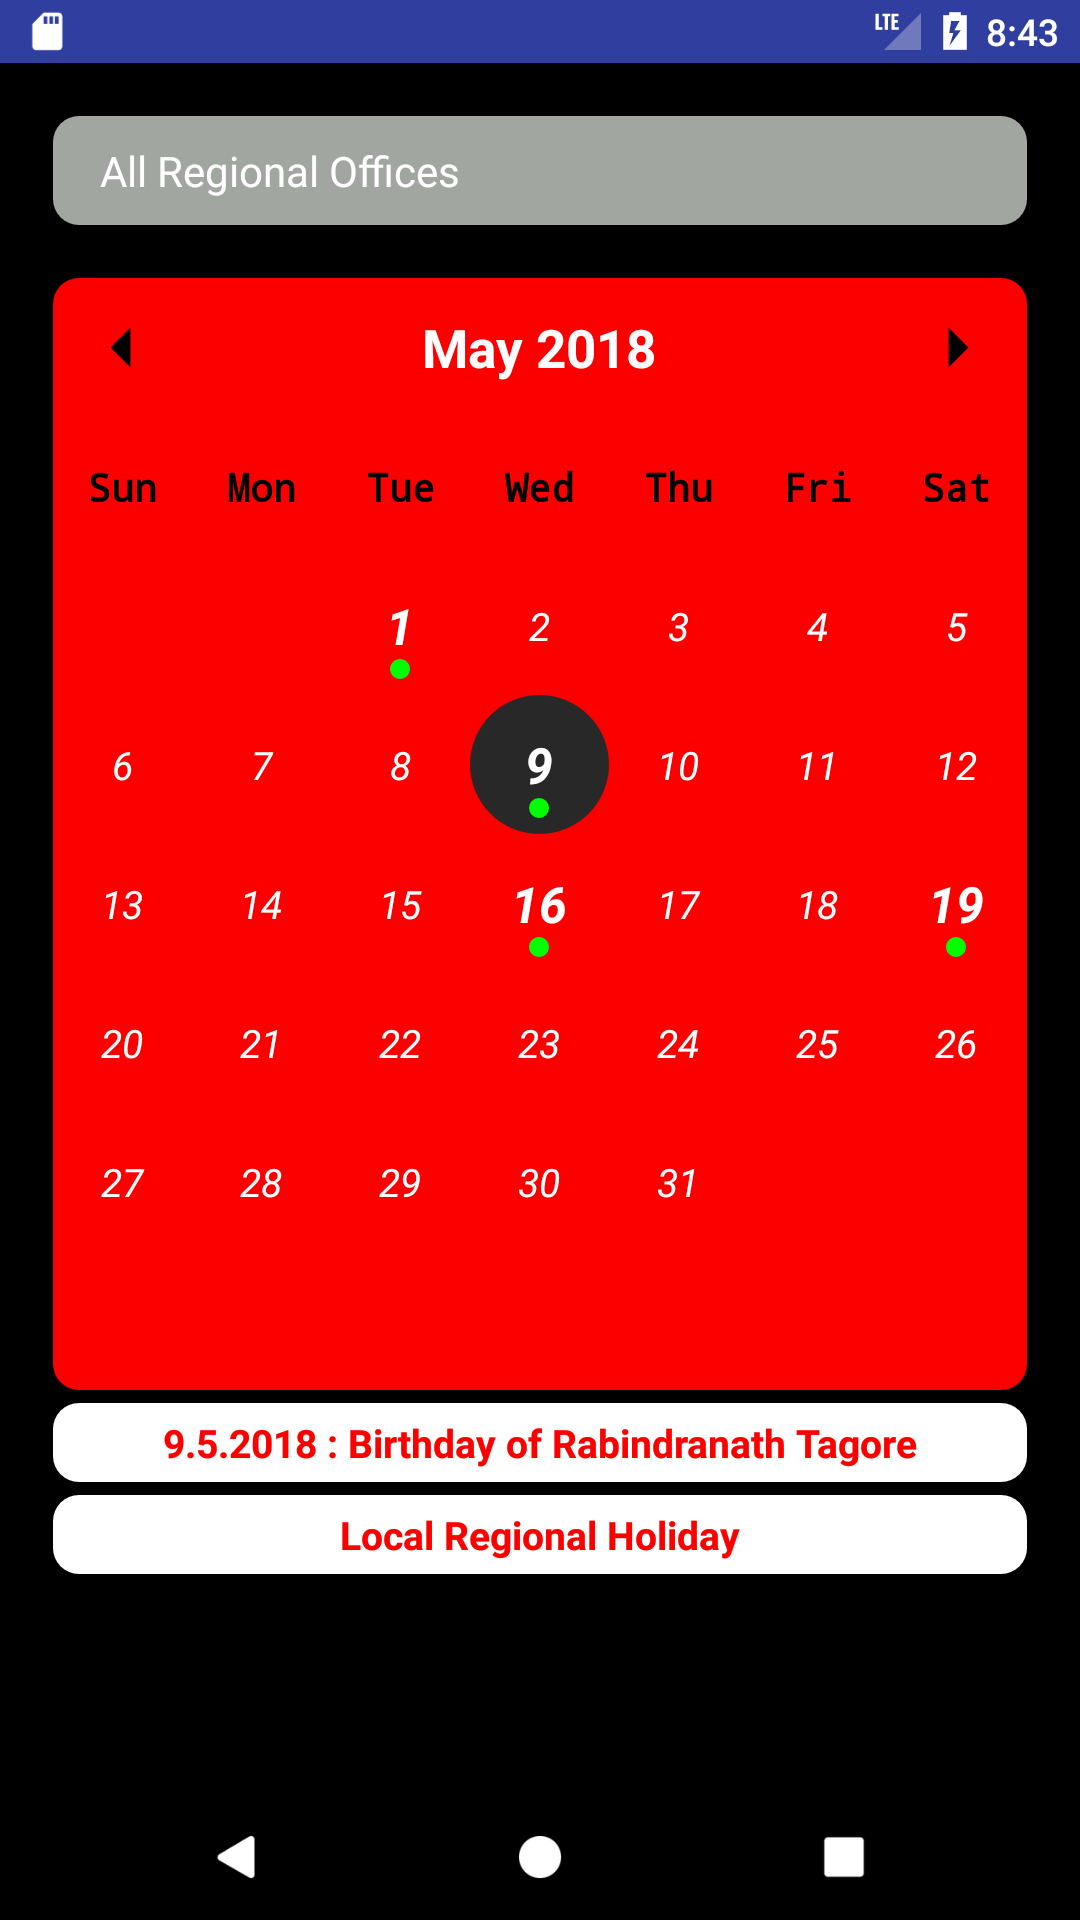 LTE 8:43
All Regional Offices
May 2018
Sun Mon Tue Wed Thu Fri Sat
1 2 3 4 5
6 7 8 9 10 11 12
13 14 15 16 17 18 19
20 21 22 23 24 25 26
27 28 29 30 31
9.5.2018 : Birthday of Rabindranath Tagore
Local Regional Holiday